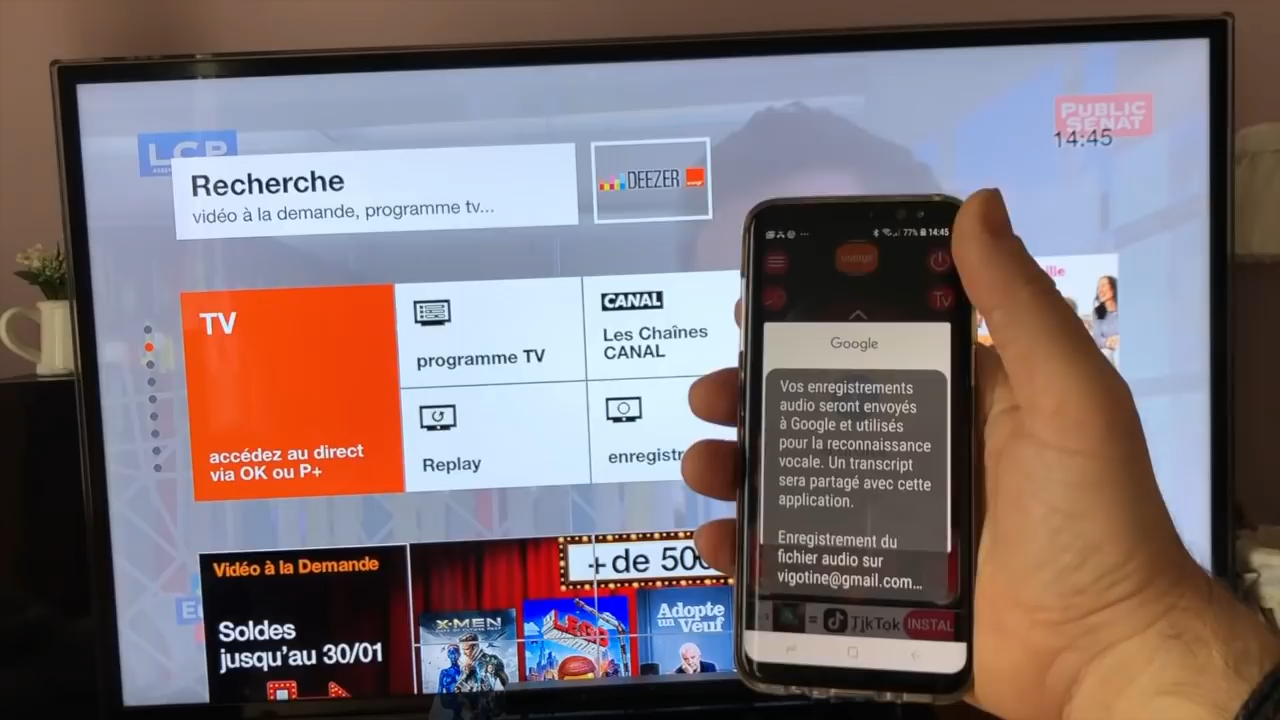 LCP
PUBLIC
SÉNAT
14:45
Recherche
vidéo à la demande, programme tv...
DEEZER
orange
TV
accédez au direct
via OK ou P+
programme TV
CANAL
Les Chaînes
CANAL
Replay
enregistr
Vidéo à la Demande
Soldes
jusqu'au 30/01
+ de 500
X-MEN
LEGO
Adopte
un Veuf
77% 14:45
TV
Google
Vos enregistrements
audio seront envoyés
à Google et utilisés
pour la reconnaissance
vocale. Un transcript
sera partagé avec cette
application.
Enregistrement du
fichier audio sur
vigotine@gmail.com...
TikTok
INSTAL